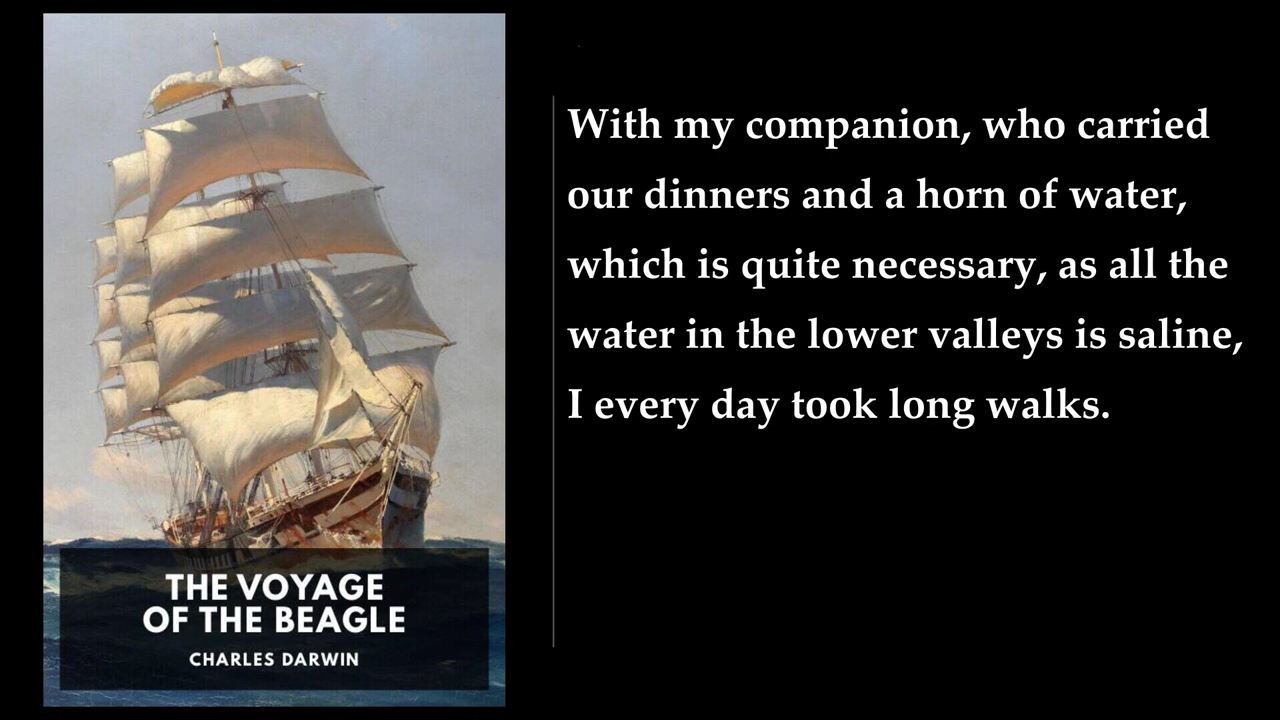 THE VOYAGE
OF THE BEAGLE
CHARLES DARWIN
With my companion, who carried
our dinners and a horn of water,
which is quite necessary, as all the
water in the lower valleys is saline,
I every day took long walks.